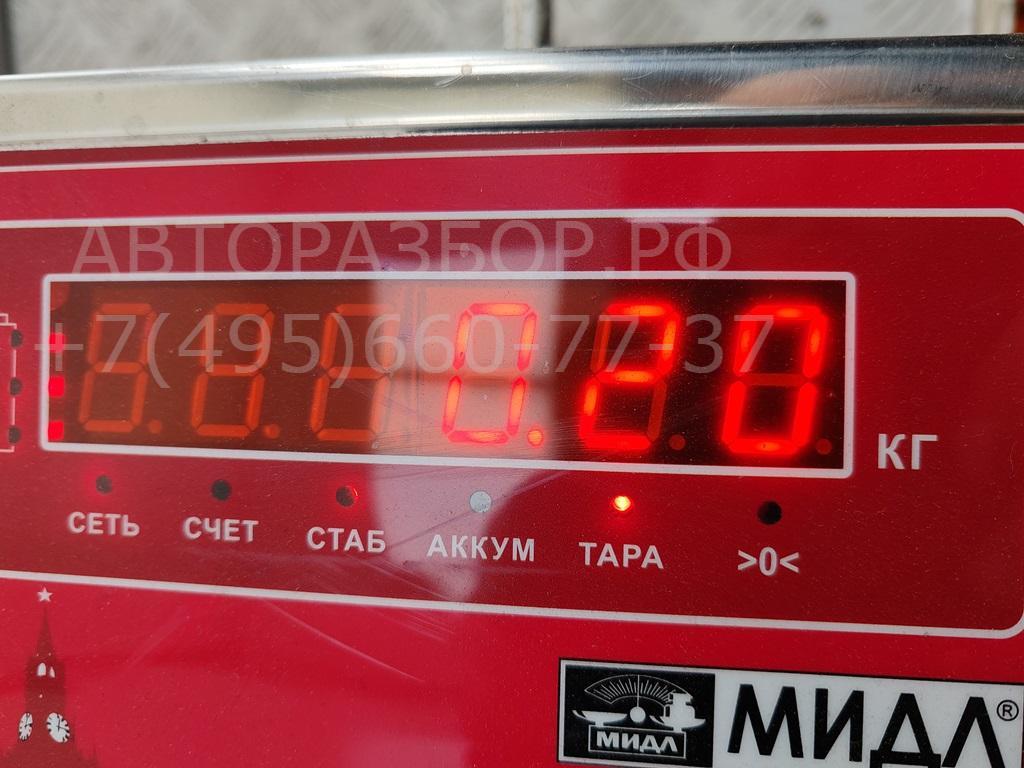 АВТОРАЗБОР.РФ
+7(495)660-77-37
0.20
КГ
СЕТЬ СЧЕТ СТАБ АККУМ ТАРА >0<
МИДЛ МИДЛ®